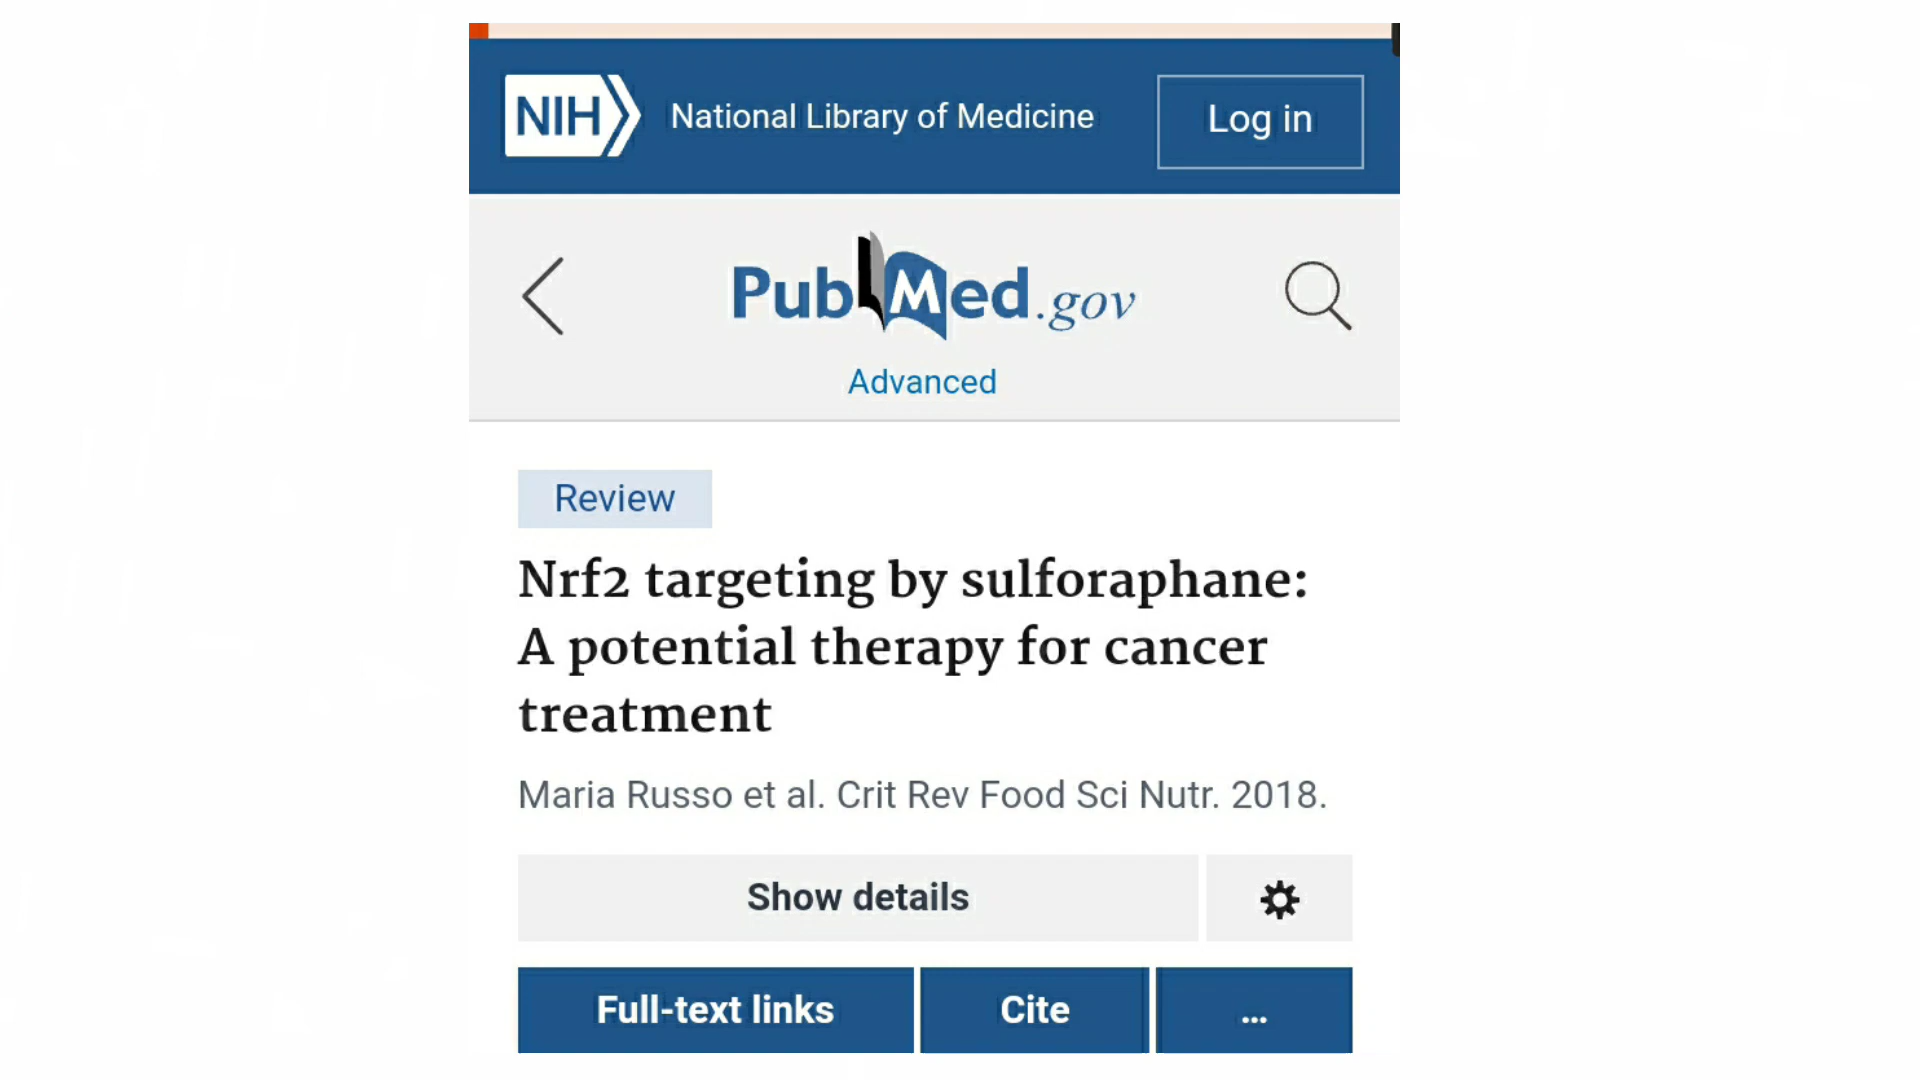 NIH National Library of Medicine Log in
PubMed.gov
Advanced
Review
Nrf2 targeting by sulforaphane:
A potential therapy for cancer
treatment
Maria Russo et al. Crit Rev Food Sci Nutr. 2018.
Show details
Full-text links Cite ...